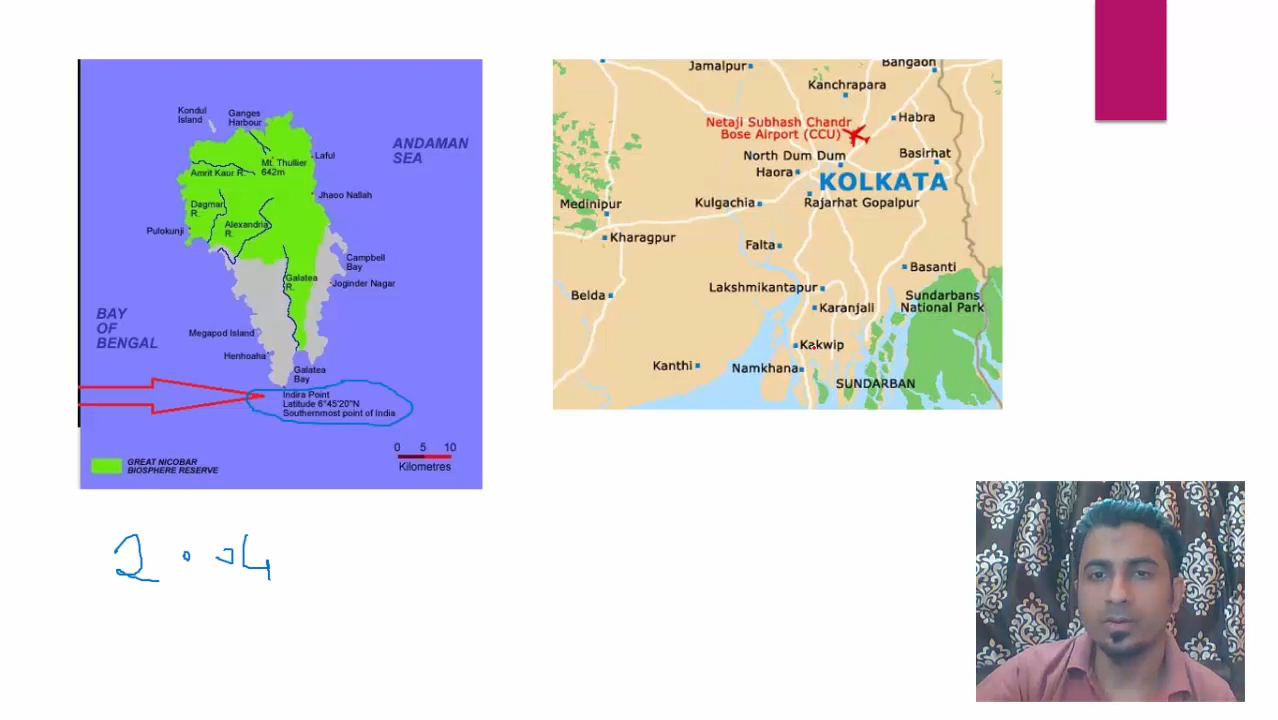 Kondul
Island
Ganges
Harbour
ANDAMAN
SEA
Laful
Mt. Thullier
642m
Amrit Kaur R.
Jhaoo Nallah
Dagmar
R.
Alexandria
R.
Pulokunji
Campbell
Bay
Galatea
R.
Joginder Nagar
BAY
OF
BENGAL
Megapod Island
Henhoaha
Galatea
Bay
Indira Point
Latitude 6°45'20"N
Southernmost point of India
0 5 10
Kilometres
GREAT NICOBAR
BIOSPHERE RESERVE
Jamalpur
Bangaon
Kanchrapara
Netaji Subhash Chandr
Bose Airport (CCU)
Habra
North Dum Dum
Basirhat
Haora
KOLKATA
Medinipur
Kulgachia
Rajarhat Gopalpur
Kharagpur
Falta
Basanti
Belda
Lakshmikantapur
Sundarbans
National Park
Karanjali
Kakwip
Kanthi
Namkhana
SUNDARBAN
2.04